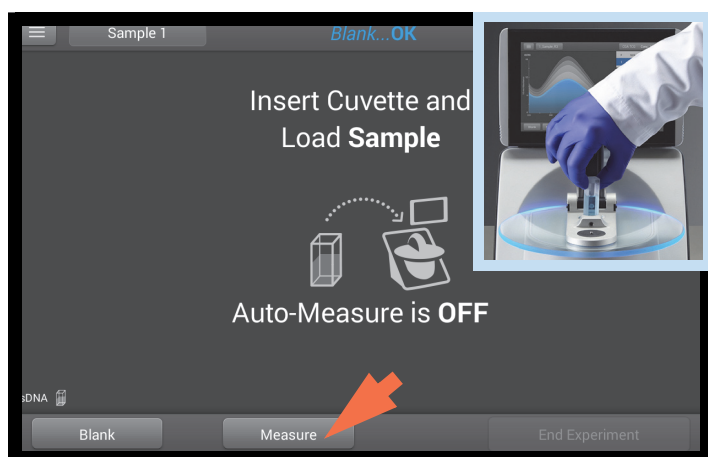 Sample 1
Blank...OK
Insert Cuvette and
Load Sample
Auto-Measure is OFF
sDNA
Blank
Measure
End Experiment